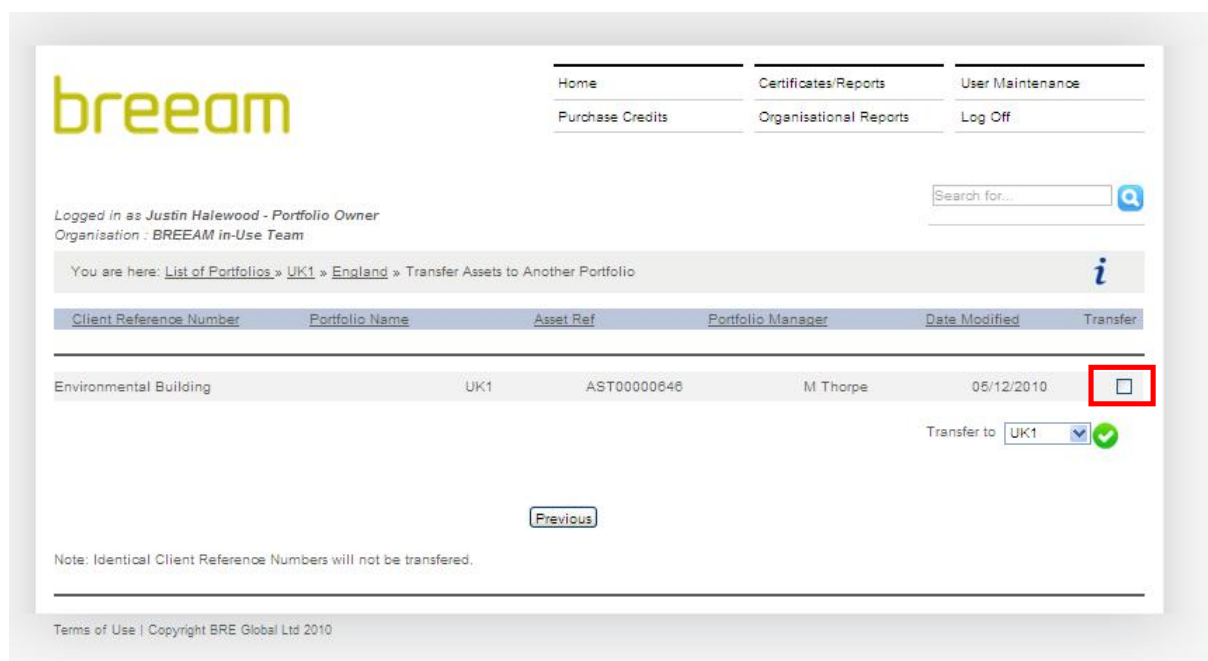 breeam
Home Certificates/Reports User Maintenance
Purchase Credits Organisational Reports Log Off
Search for...
Logged in as Justin Halewood - Portfolio Owner
Organisation : BREEAM in-Use Team
You are here: List of Portfolios » UK1 » England » Transfer Assets to Another Portfolio i
Client Reference Number Portfolio Name Asset Ref Portfolio Manager Date Modified Transfer
Environmental Building UK1 AST00000646 M Thorpe 05/12/2010
Transfer to UK1
Previous
Note: Identical Client Reference Numbers will not be transfered.
Terms of Use | Copyright BRE Global Ltd 2010